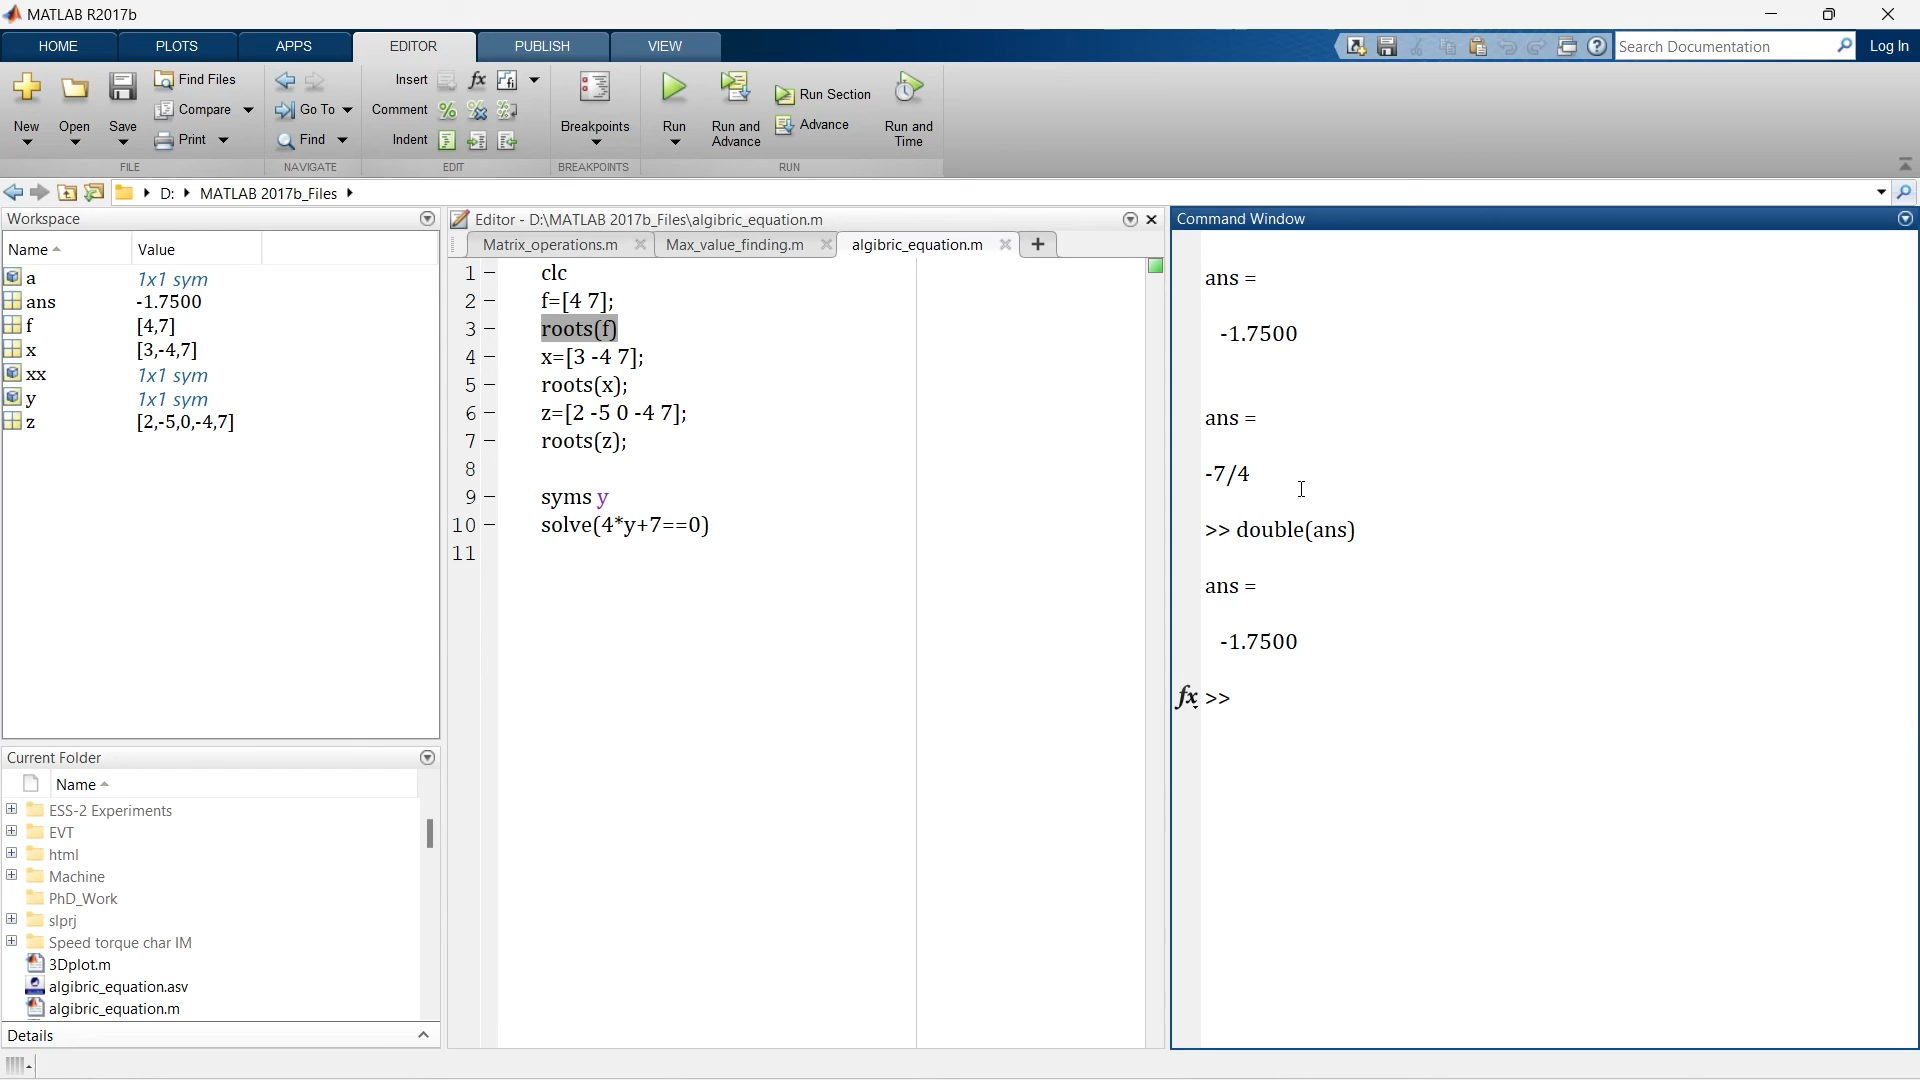 MATLAB R2017b
HOME PLOTS APPS EDITOR PUBLISH VIEW Search Documentation Log In
New Open Save Find Files Compare Print
Go To Find
Insert fx fi
Comment % %
Indent
Breakpoints Run Run and Advance Run Section Advance Run and Time
FILE NAVIGATE EDIT BREAKPOINTS RUN
D: MATLAB 2017b_Files
Workspace
Name Value
a 1x1 sym
ans -1.7500
f [4,7]
x [3,-4,7]
xx 1x1 sym
y 1x1 sym
z [2,-5,0,-4,7]
Current Folder
Name
ESS-2 Experiments
EVT
html
Machine
PhD_Work
slprj
Speed torque char IM
3Dplot.m
algibric_equation.asv
algibric_equation.m
Details
Editor - D:\MATLAB 2017b_Files\algibric_equation.m
Matrix_operations.m Max_value_finding.m algibric_equation.m +
1 - clc
2 - f=[4 7];
3 - roots(f)
4 - x=[3 -4 7];
5 - roots(x);
6 - z=[2 -5 0 -4 7];
7 - roots(z);
8
9 - syms y
10 - solve(4*y+7==0)
11
Command Window
ans =
-1.7500
ans =
-7/4
>> double(ans)
ans =
-1.7500
fx >>